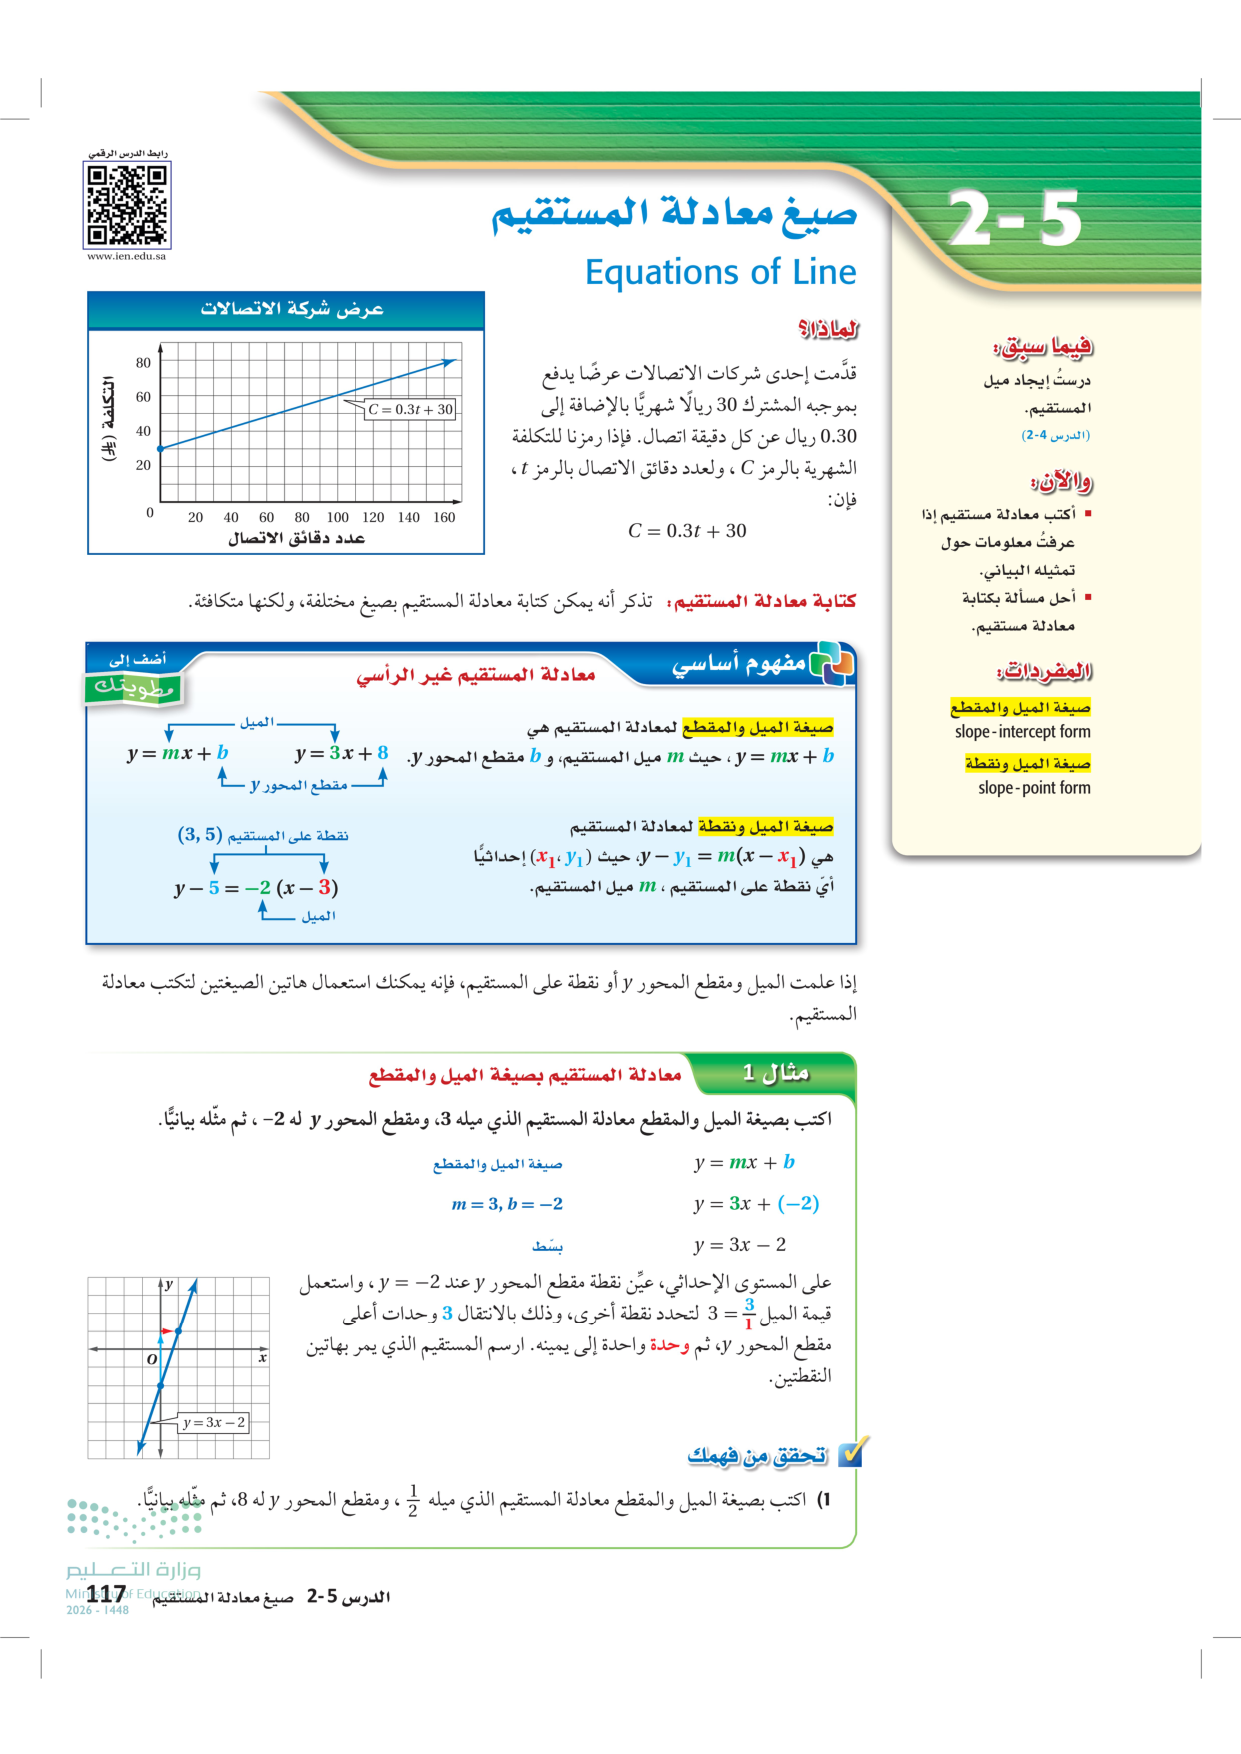 رابط الدرس الرقمي
www.ien.edu.sa
2-5
صيغ معادلة المستقيم
Equations of Line
فيما سبق:
درستُ إيجاد ميل
المستقيم.
(الدرس 4-2)
والآن:
أكتب معادلة مستقيم إذا
عرفتُ معلومات حول
تمثيله البياني.
أحل مسألة بكتابة
معادلة مستقيم.
المفردات:
صيغة الميل والمقطع
slope-intercept form
صيغة الميل ونقطة
slope-point form
لماذا؟
قدَّمت إحدى شركات الاتصالات عرضًا يدفع
بموجبه المشترك 30 ريالًا شهريًّا بالإضافة إلى
0.30 ريال عن كل دقيقة اتصال. فإذا رمزنا للتكلفة
الشهرية بالرمز C ، ولعدد دقائق الاتصال بالرمز t ،
فإن:
C = 0.3t + 30
عرض شركة الاتصالات
التكلفة (⃁)
80
60
40
20
0
20 40 60 80 100 120 140 160
C = 0.3t + 30
عدد دقائق الاتصال
كتابة معادلة المستقيم: تذكر أنه يمكن كتابة معادلة المستقيم بصيغ مختلفة، ولكنها متكافئة.
مفهوم أساسي
معادلة المستقيم غير الرأسي
أضف إلى
مطويتك
صيغة الميل والمقطع لمعادلة المستقيم هي
y = mx + b ، حيث m ميل المستقيم، و b مقطع المحور y.
الميل
y = mx + b y = 3x + 8
مقطع المحور y
صيغة الميل ونقطة لمعادلة المستقيم
هي y − y₁ = m(x − x₁)، حيث (x₁، y₁) إحداثيًّا
أيّ نقطة على المستقيم ، m ميل المستقيم.
نقطة على المستقيم (3, 5)
y − 5 = −2 (x − 3)
الميل
إذا علمت الميل ومقطع المحور y أو نقطة على المستقيم، فإنه يمكنك استعمال هاتين الصيغتين لتكتب معادلة
المستقيم.
مثال 1
معادلة المستقيم بصيغة الميل والمقطع
اكتب بصيغة الميل والمقطع معادلة المستقيم الذي ميله 3، ومقطع المحور y له 2− ، ثم مثّله بيانيًّا.
y = mx + b صيغة الميل والمقطع
y = 3x + (−2) m = 3, b = −2
y = 3x − 2 بسّط
على المستوى الإحداثي، عيِّن نقطة مقطع المحور y عند y = −2 ، واستعمل
قيمة الميل 3 = 3/1 لتحدد نقطة أخرى، وذلك بالانتقال 3 وحدات أعلى
مقطع المحور y، ثم وحدة واحدة إلى يمينه. ارسم المستقيم الذي يمر بهاتين
النقطتين.
y
O
x
y = 3x − 2
تحقق من فهمك
1) اكتب بصيغة الميل والمقطع معادلة المستقيم الذي ميله 1/2 ، ومقطع المحور y له 8، ثم مثّله بيانيًّا.
وزارة التعليم
Ministry of Education
2026 - 1448
الدرس 5-2 صيغ معادلة المستقيم 117